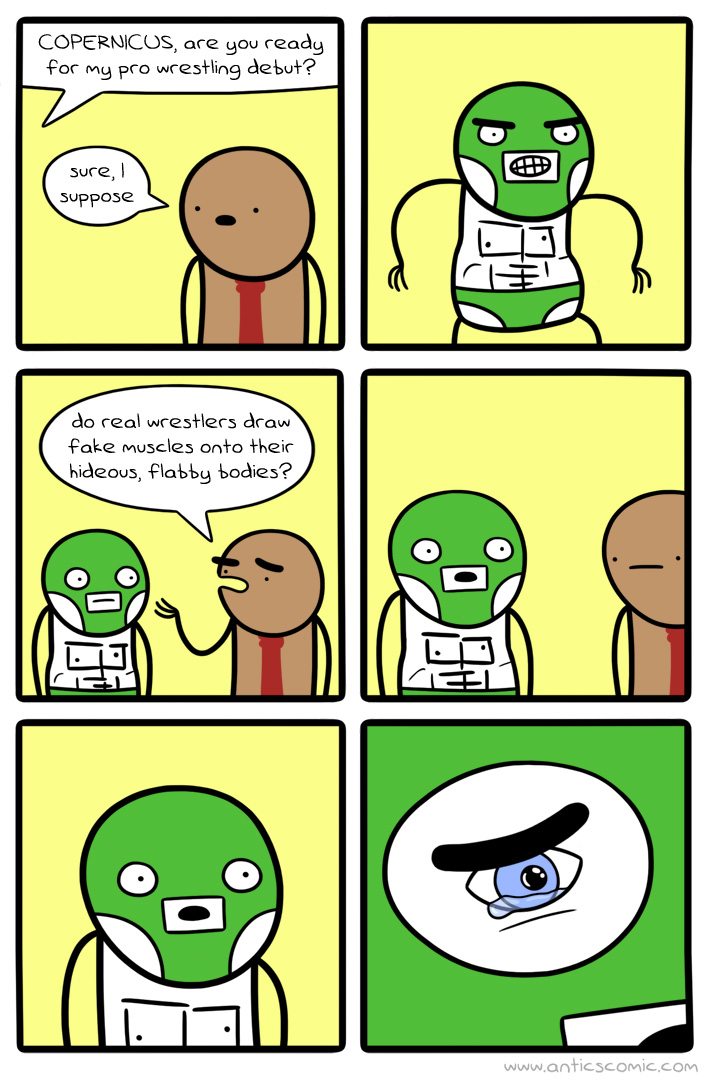 COPERNICUS, are you ready
for my pro wrestling debut?
sure, I
suppose
do real wrestlers draw
fake muscles onto their
hideous, flabby bodies?
www.anticscomic.com